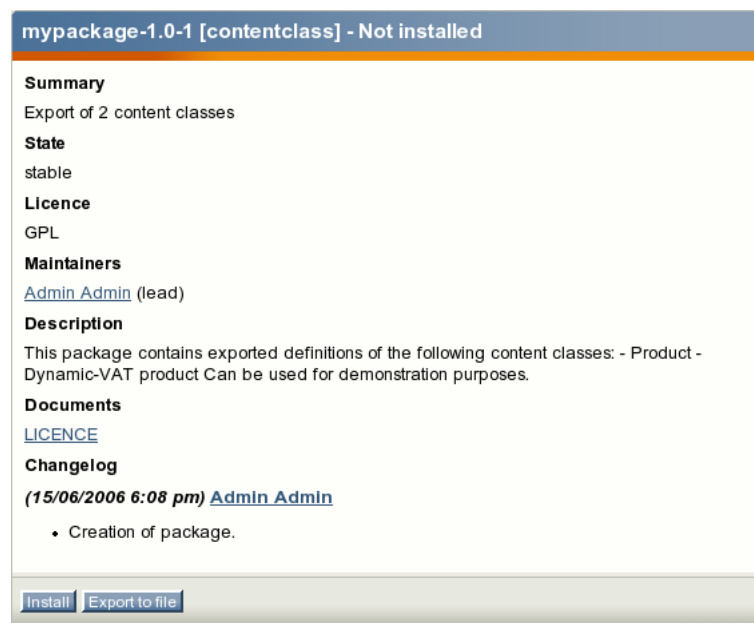 mypackage-1.0-1 [contentclass] - Not installed
Summary
Export of 2 content classes
State
stable
Licence
GPL
Maintainers
Admin Admin (lead)
Description
This package contains exported definitions of the following content classes: - Product -
Dynamic-VAT product Can be used for demonstration purposes.
Documents
LICENCE
Changelog
(15/06/2006 6:08 pm) Admin Admin
• Creation of package.
Install Export to file